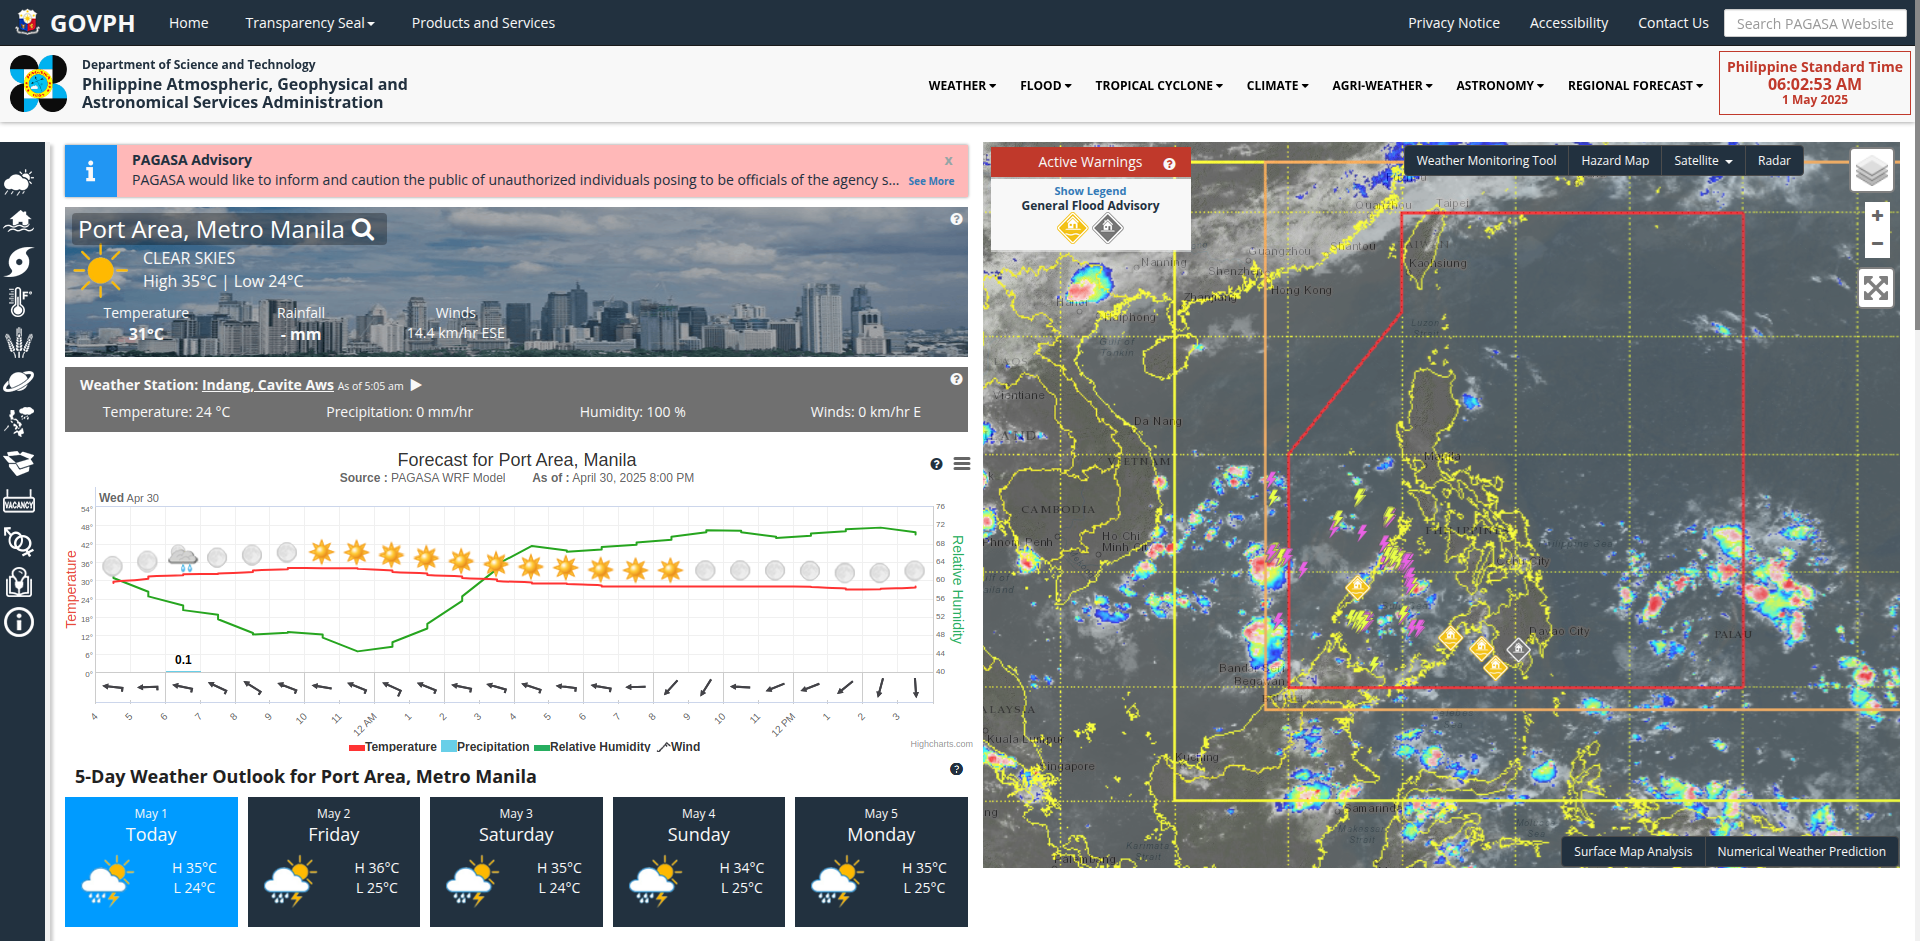 GOVPH
Home
Transparency Seal
Products and Services
Privacy Notice
Accessibility
Contact Us
Search PAGASA Website
Department of Science and Technology
Philippine Atmospheric, Geophysical and
Astronomical Services Administration
WEATHER
FLOOD
TROPICAL CYCLONE
CLIMATE
AGRI-WEATHER
ASTRONOMY
REGIONAL FORECAST
Philippine Standard Time
06:02:53 AM
1 May 2025
VACANCY
PAGASA Advisory
x
PAGASA would like to inform and caution the public of unauthorized individuals posing to be officials of the agency s... See More
Port Area, Metro Manila
CLEAR SKIES
High 35°C | Low 24°C
Temperature
31°C
Rainfall
- mm
Winds
14.4 km/hr ESE
Weather Station: Indang, Cavite Aws As of 5:05 am
Temperature: 24 °C
Precipitation: 0 mm/hr
Humidity: 100 %
Winds: 0 km/hr E
Forecast for Port Area, Manila
Source : PAGASA WRF Model As of : April 30, 2025 8:00 PM
Wed Apr 30
Temperature
54°
48°
42°
36°
30°
24°
18°
12°
6°
0°
76
72
68
64
60
56
52
48
44
40
Relative Humidity
0.1
4 5 6 7 8 9 10 11 12 AM 1 2 3 4 5 6 7 8 9 10 11 12 PM 1 2 3
Temperature Precipitation Relative Humidity Wind
Highcharts.com
5-Day Weather Outlook for Port Area, Metro Manila
May 1
Today
H 35°C
L 24°C
May 2
Friday
H 36°C
L 25°C
May 3
Saturday
H 35°C
L 24°C
May 4
Sunday
H 34°C
L 25°C
May 5
Monday
H 35°C
L 25°C
Active Warnings
Show Legend
General Flood Advisory
Weather Monitoring Tool
Hazard Map
Satellite
Radar
+
−
Taipei
Guangzhou
Shantou
Nanning
Shenzhen
Kaohsiung
Hong Kong
Zhanjiang
Hanoi
Haiphong
Vientiane
Da Nang
VIETNAM
CAMBODIA
Phnom Penh
Ho Chi
Minh City
Manila
Davao City
PALAU
Bandar Seri
Begawan
Kuala Lumpur
Singapore
Kuching
Samarinda
Karimata
Strait
Surface Map Analysis
Numerical Weather Prediction